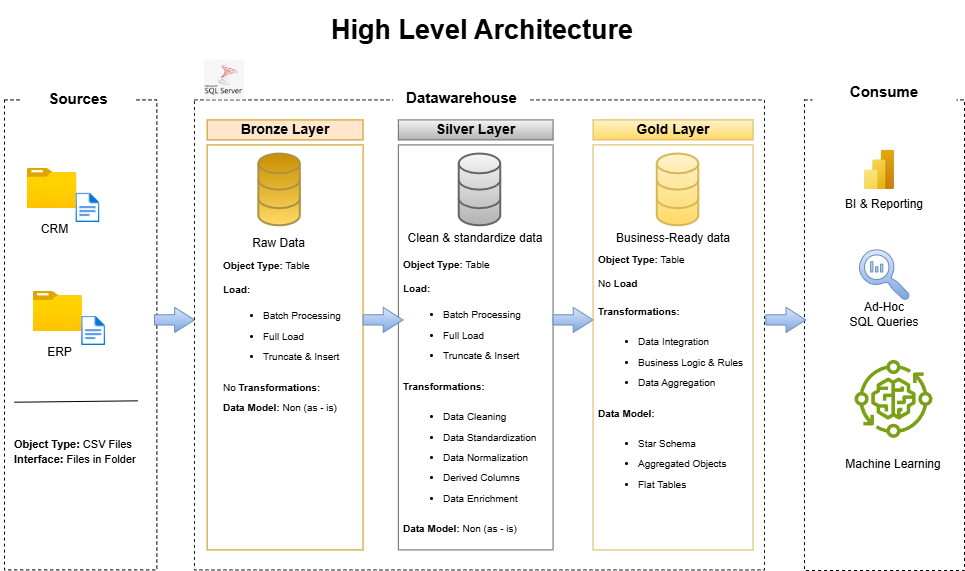 High Level Architecture
Sources
CRM
ERP
Object Type: CSV Files
Interface: Files in Folder
SQL Server
Datawarehouse
Bronze Layer
Raw Data
Object Type: Table
Load:
• Batch Processing
• Full Load
• Truncate & Insert
No Transformations:
Data Model: Non (as - is)
Silver Layer
Clean & standardize data
Object Type: Table
Load:
• Batch Processing
• Full Load
• Truncate & Insert
Transformations:
• Data Cleaning
• Data Standardization
• Data Normalization
• Derived Columns
• Data Enrichment
Data Model: Non (as - is)
Gold Layer
Business-Ready data
Object Type: Table
No Load
Transformations:
• Data Integration
• Business Logic & Rules
• Data Aggregation
Data Model:
• Star Schema
• Aggregated Objects
• Flat Tables
Consume
BI & Reporting
Ad-Hoc
SQL Queries
Machine Learning